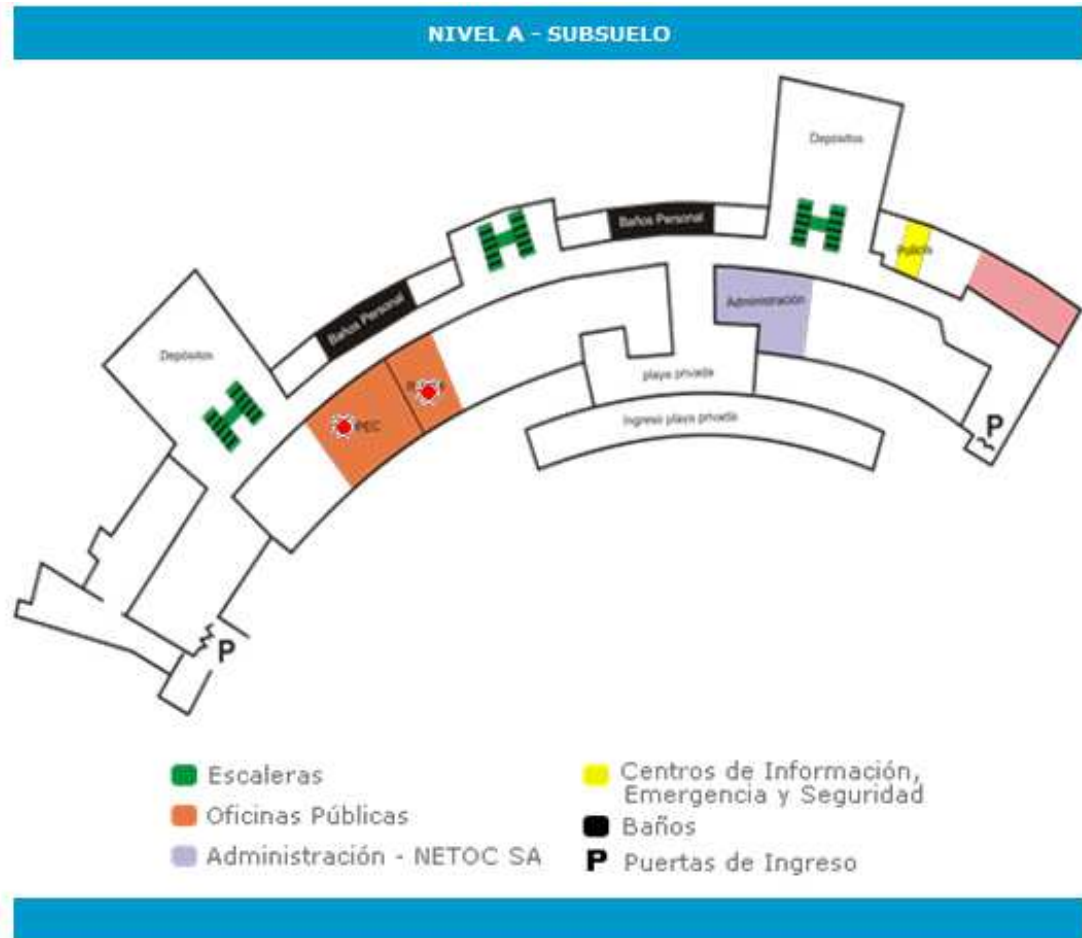 NIVEL A - SUBSUELO
Depósitos
Baños Personal
Policía
Baños Personal
Administración
Depósitos
playa privada
Ingreso playa privada
P
P
Escaleras
Oficinas Públicas
Administración - NETOC SA
Centros de Información,
Emergencia y Seguridad
Baños
P Puertas de Ingreso